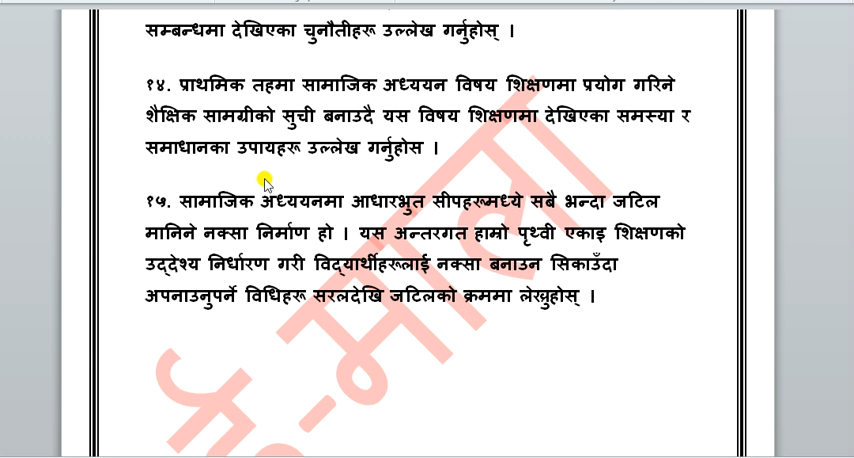 सम्बन्धमा देखिएका चुनौतीहरू उल्लेख गर्नुहोस् ।
१४. प्राथमिक तहमा सामाजिक अध्ययन विषय शिक्षणमा प्रयोग गरिने
शैक्षिक सामग्रीको सुची बनाउदै यस विषय शिक्षणमा देखिएका समस्या र
समाधानका उपायहरू उल्लेख गर्नुहोस ।
१५. सामाजिक अध्ययनमा आधारभुत सीपहरूमध्ये सबै भन्दा जटिल
मानिने नक्सा निर्माण हो । यस अन्तरगत हाम्रो पृथ्वी एकाइ शिक्षणको
उद्देश्य निर्धारण गरी विद्यार्थीहरूलाई नक्सा बनाउन सिकाउँदा
अपनाउनुपर्ने विधिहरू सरलदेखि जटिलको क्रममा लेख्नुहोस् ।